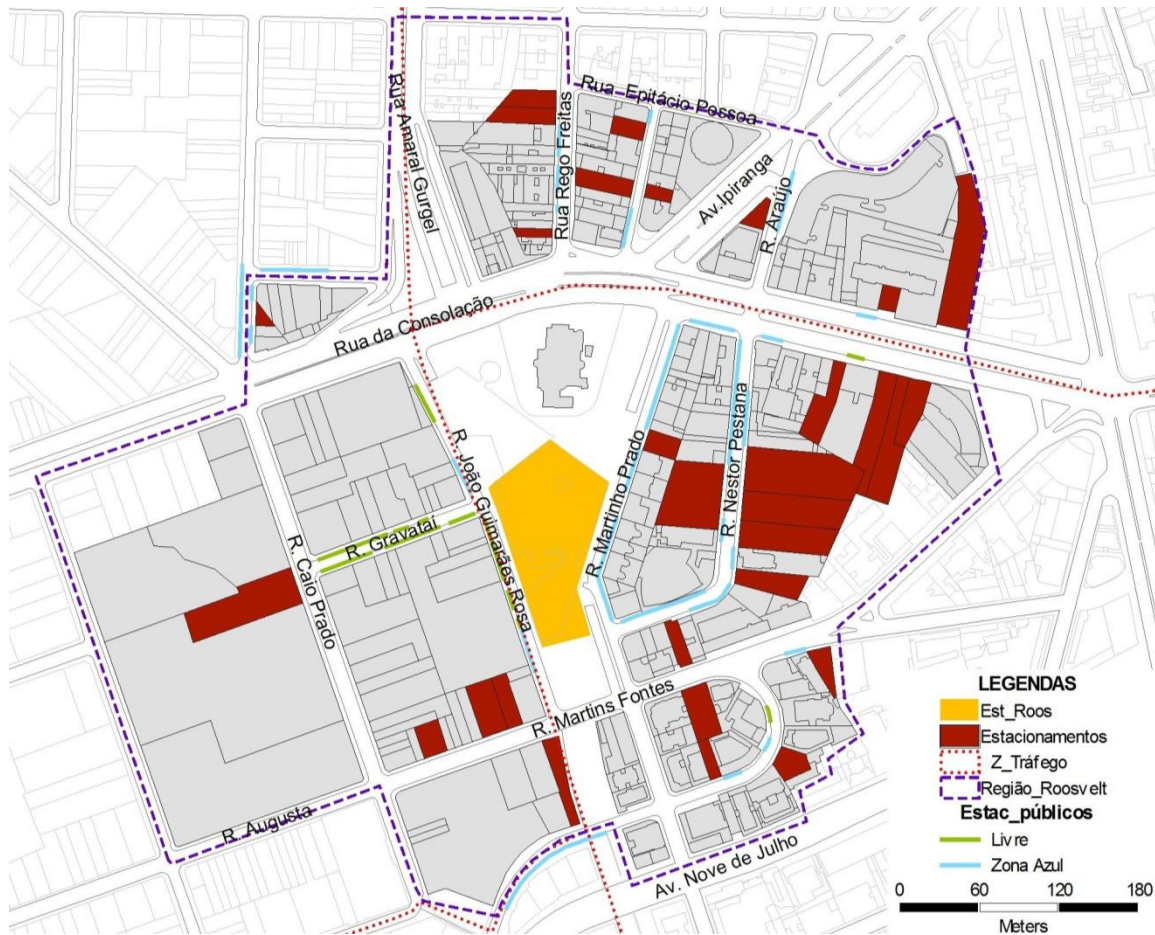 Rua Epitácio Pessoa
Rua Amaral Gurgel
Rua Rego Freitas
Av.Ipiranga
R. Araújo
Rua da Consolação
R. João Guimarães Rosa
R. Martinho Prado
R. Nestor Pestana
R. Gravataí
R. Caio Prado
R. Martins Fontes
R. Augusta
Av. Nove de Julho
LEGENDAS
Est_Roos
Estacionamentos
Z_Tráfego
Região_Roosvelt
Estac_públicos
Livre
Zona Azul
0 60 120 180
Meters